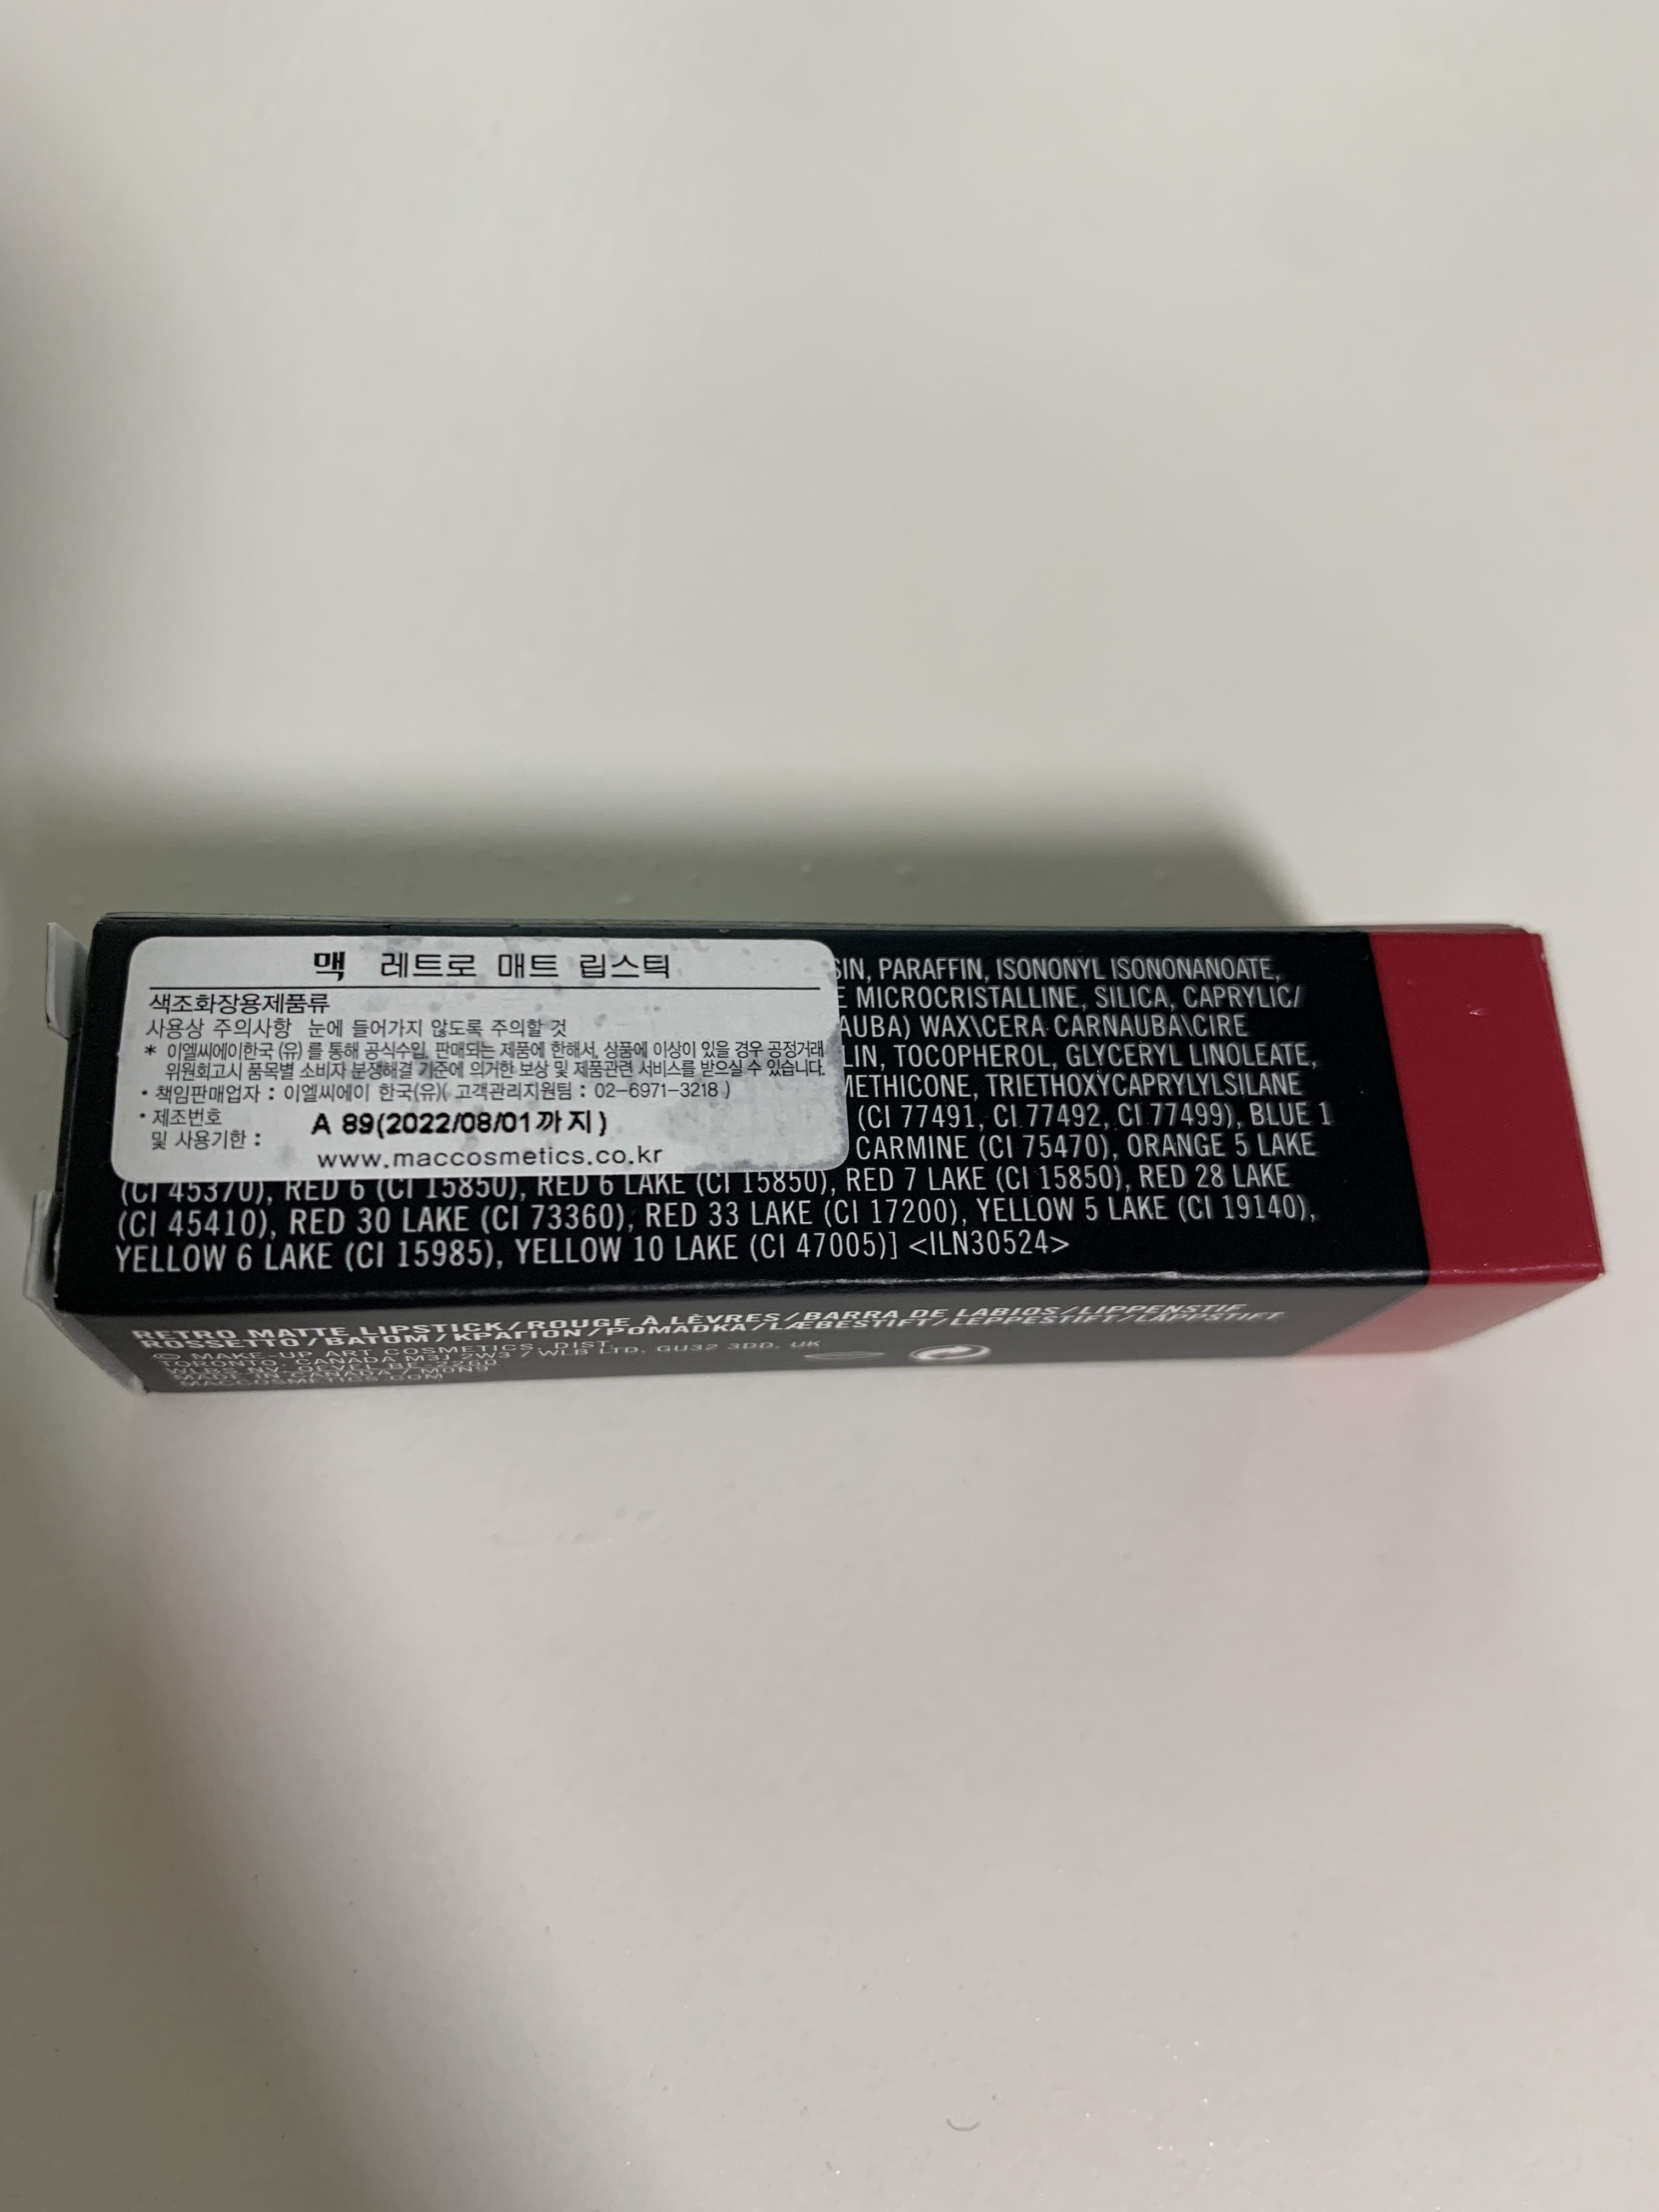 맥 레트로 매트 립스틱
색조화장용제품류
사용상 주의사항 눈에 들어가지 않도록 주의할 것
* 이엘씨에이한국 (유) 를 통해 공식수입, 판매되는 제품에 한해서, 상품에 이상이 있을 경우 공정거래
위원회고시 품목별 소비자 분쟁해결 기준에 의거한 보상 및 제품관련 서비스를 받으실 수 있습니다.
· 책임판매업자 : 이엘씨에이 한국(유)( 고객관리지원팀 : 02-6971-3218 )
· 제조번호
및 사용기한 : A 89(2022/08/01까지)
www.maccosmetics.co.kr
PARAFFIN, ISONONYL ISONONANOATE,
MICROCRISTALLINE, SILICA, CAPRYLIC/
WAX\CERA CARNAUBA\CIRE
TOCOPHEROL, GLYCERYL LINOLEATE,
TRIETHOXYCAPRYLYLSILANE
(CI 77491, CI 77492, CI 77499), BLUE 1
CARMINE (CI 75470), ORANGE 5 LAKE
(CI 45370), RED 6 (CI 15850), RED 6 LAKE (CI 15850), RED 7 LAKE (CI 15850), RED 28 LAKE
(CI 45410), RED 30 LAKE (CI 73360), RED 33 LAKE (CI 17200), YELLOW 5 LAKE (CI 19140),
YELLOW 6 LAKE (CI 15985), YELLOW 10 LAKE (CI 47005)] <ILN30524>
RETRO MATTE LIPSTICK/ROUGE À LÈVRES/BARRA DE LABIOS/LIPPENSTIF
ROSSETTO/BATOM/ΚΡΑΓΙΟΝ/POMADKA/LÆBESTIFT/LEPPESTIFT/LÄPPSTIFT
© MAKE-UP ART COSMETICS, DIST.
TORONTO, CANADA M3J 2W3 / WLB LTD. GU32 3DD. UK
OEVEL BE-2260
MADE IN CANADA /
MACCOSMETICS.COM